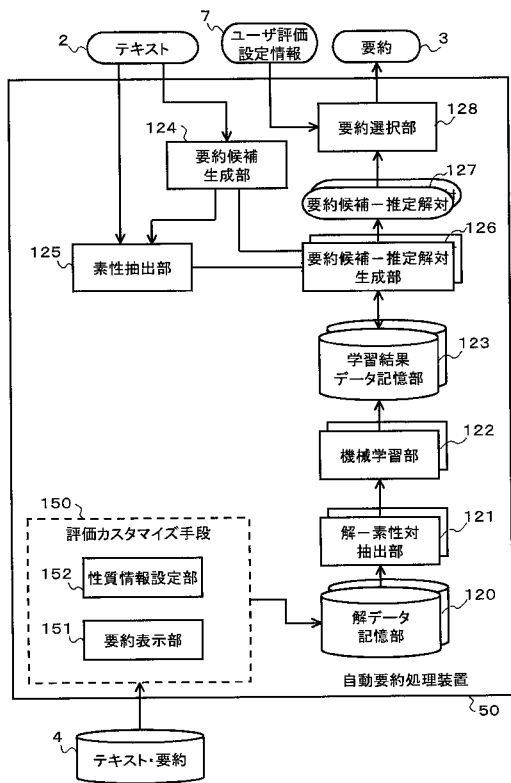 2
テキスト
7
ユーザ評価
設定情報
要約
3
124
要約候補
生成部
要約選択部
128
127
要約候補－推定解対
125
素性抽出部
126
要約候補－推定解対
生成部
学習結果
データ記憶部
123
機械学習部
122
150
評価カスタマイズ手段
152
性質情報設定部
151
要約表示部
解－素性対
抽出部
121
解データ
記憶部
120
自動要約処理装置
50
4
テキスト・要約